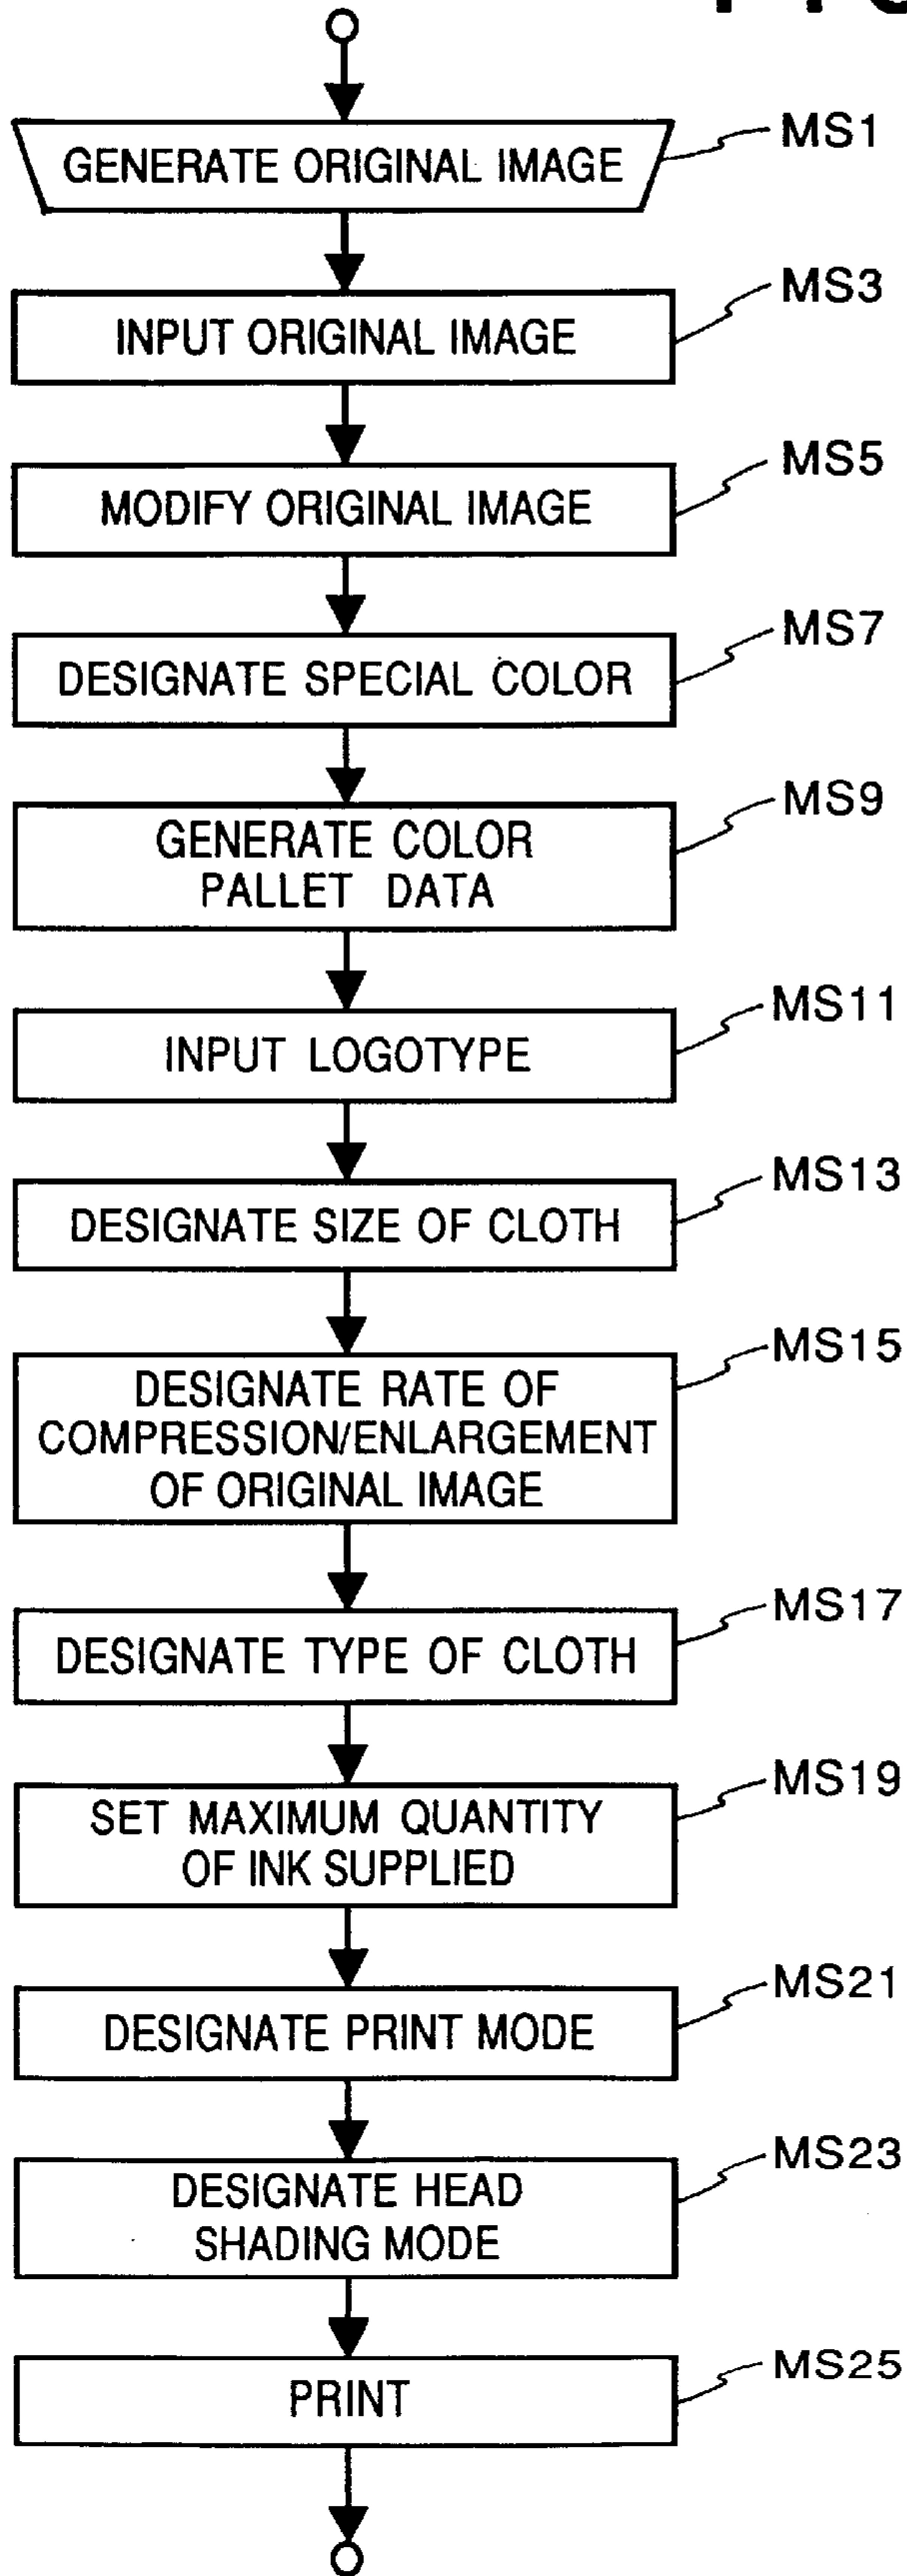 MS1
GENERATE ORIGINAL IMAGE
MS3
INPUT ORIGINAL IMAGE
MS5
MODIFY ORIGINAL IMAGE
MS7
DESIGNATE SPECIAL COLOR
MS9
GENERATE COLOR
PALLET DATA
MS11
INPUT LOGOTYPE
MS13
DESIGNATE SIZE OF CLOTH
MS15
DESIGNATE RATE OF
COMPRESSION/ENLARGEMENT
OF ORIGINAL IMAGE
MS17
DESIGNATE TYPE OF CLOTH
MS19
SET MAXIMUM QUANTITY
OF INK SUPPLIED
MS21
DESIGNATE PRINT MODE
MS23
DESIGNATE HEAD
SHADING MODE
MS25
PRINT